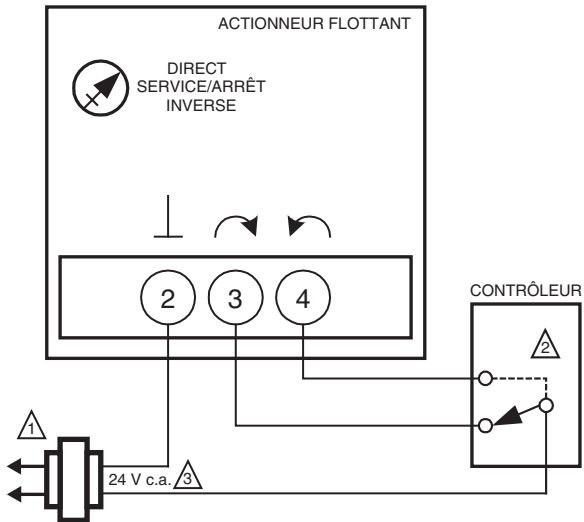 ACTIONNEUR FLOTTANT
DIRECT
SERVICE/ARRÊT
INVERSE
2
3
4
CONTRÔLEUR
2
1
24 V c.a.
3